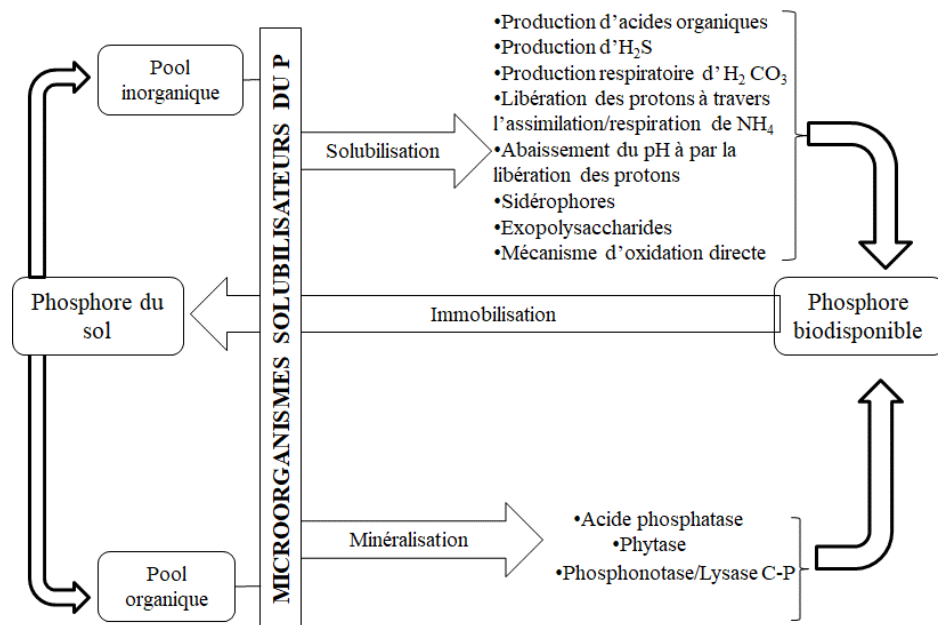 Pool
inorganique
MICROORGANISMES SOLUBILISATEURS DU P
Solubilisation
•Production d’acides organiques
•Production d’H₂S
•Production respiratoire d’ H₂ CO₃
•Libération des protons à travers
l’assimilation/respiration de NH₄
•Abaissement du pH à par la
libération des protons
•Sidérophores
•Exopolysaccharides
•Mécanisme d’oxidation directe
Phosphore du
sol
Immobilisation
Phosphore
biodisponible
Minéralisation
•Acide phosphatase
•Phytase
•Phosphonotase/Lysase C-P
Pool
organique